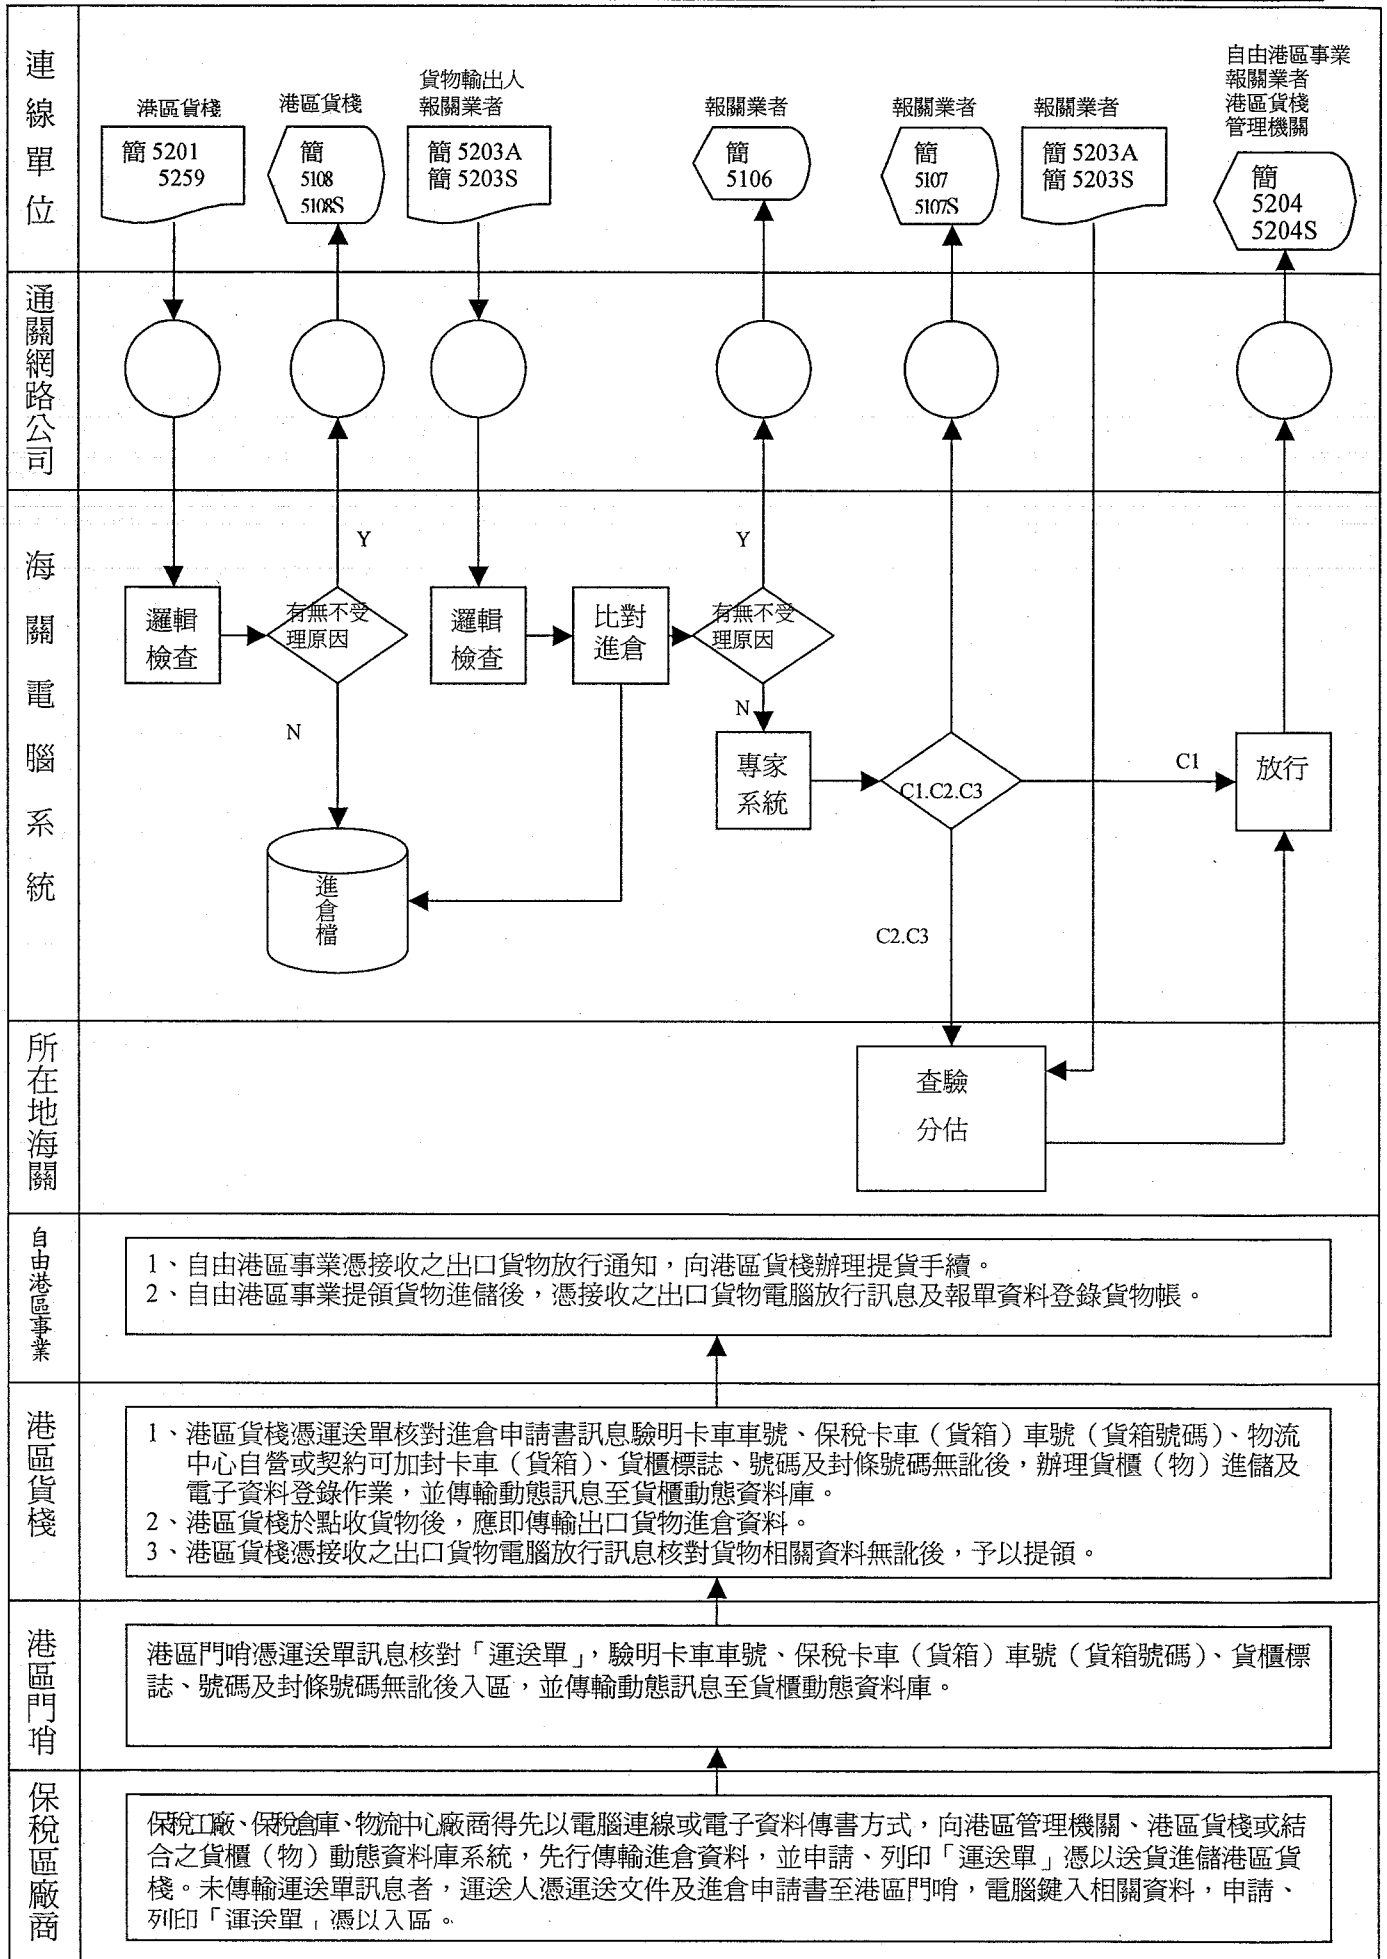 連線單位
港區貨棧
簡 5201
5259
港區貨棧
簡
5108
5108S
貨物輸出人
報關業者
簡 5203A
簡 5203S
報關業者
簡
5106
報關業者
簡
5107
5107S
報關業者
簡 5203A
簡 5203S
自由港區事業
報關業者
港區貨棧
管理機關
簡
5204
5204S
通關網路公司
海關電腦系統
邏輯
檢查
Y
有無不受
理原因
N
進倉檔
邏輯
檢查
比對
進倉
Y
有無不受
理原因
N
專家
系統
C1.C2.C3
C1
放行
C2.C3
所在地海關
查驗
分估
自由港區事業
1、自由港區事業憑接收之出口貨物放行通知，向港區貨棧辦理提貨手續。
2、自由港區事業提領貨物進儲後，憑接收之出口貨物電腦放行訊息及報單資料登錄貨物帳。
港區貨棧
1、港區貨棧憑運送單核對進倉申請書訊息驗明卡車車號、保稅卡車（貨箱）車號（貨箱號碼）、物流
中心自營或契約可加封卡車（貨箱）、貨櫃標誌、號碼及封條號碼無訛後，辦理貨櫃（物）進儲及
電子資料登錄作業，並傳輸動態訊息至貨櫃動態資料庫。
2、港區貨棧於點收貨物後，應即傳輸出口貨物進倉資料。
3、港區貨棧憑接收之出口貨物電腦放行訊息核對貨物相關資料無訛後，予以提領。
港區門哨
港區門哨憑運送單訊息核對「運送單」，驗明卡車車號、保稅卡車（貨箱）車號（貨箱號碼）、貨櫃標
誌、號碼及封條號碼無訛後入區，並傳輸動態訊息至貨櫃動態資料庫。
保稅區廠商
保稅工廠、保稅倉庫、物流中心廠商得先以電腦連線或電子資料傳書方式，向港區管理機關、港區貨棧或結
合之貨櫃（物）動態資料庫系統，先行傳輸進倉資料，並申請、列印「運送單」憑以送貨進儲港區貨
棧。未傳輸運送單訊息者，運送人憑運送文件及進倉申請書至港區門哨，電腦鍵入相關資料，申請、
列印「運送單」憑以入區。